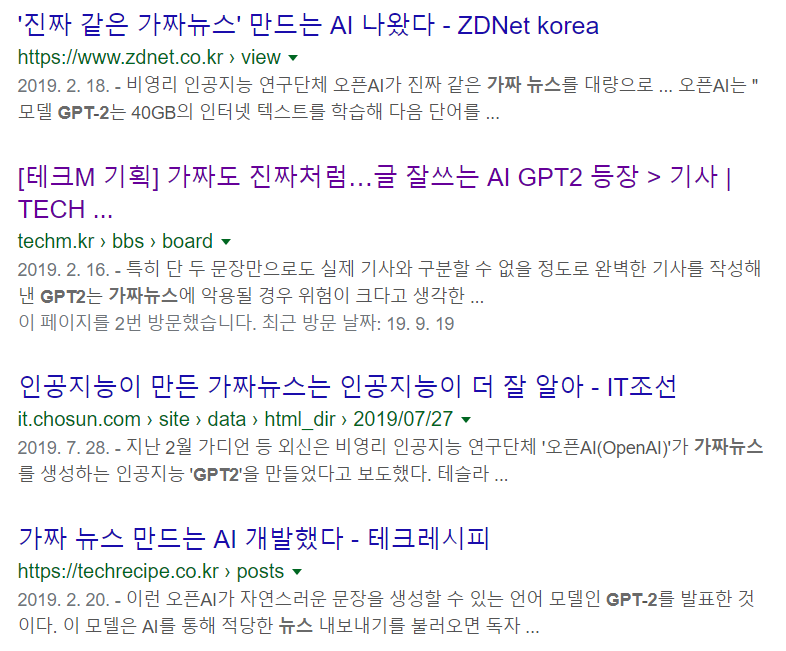 '진짜 같은 가짜뉴스' 만드는 AI 나왔다 - ZDNet korea
https://www.zdnet.co.kr › view
2019. 2. 18. - 비영리 인공지능 연구단체 오픈AI가 진짜 같은 가짜 뉴스를 대량으로 ... 오픈AI는 "
모델 GPT-2는 40GB의 인터넷 텍스트를 학습해 다음 단어를 ...
[테크M 기획] 가짜도 진짜처럼…글 잘쓰는 AI GPT2 등장 > 기사 |
TECH ...
techm.kr › bbs › board
2019. 2. 16. - 특히 단 두 문장만으로도 실제 기사와 구분할 수 없을 정도로 완벽한 기사를 작성해
낸 GPT2는 가짜뉴스에 악용될 경우 위험이 크다고 생각한 ...
이 페이지를 2번 방문했습니다. 최근 방문 날짜: 19. 9. 19
인공지능이 만든 가짜뉴스는 인공지능이 더 잘 알아 - IT조선
it.chosun.com › site › data › html_dir › 2019/07/27
2019. 7. 28. - 지난 2월 가디언 등 외신은 비영리 인공지능 연구단체 '오픈AI(OpenAI)'가 가짜뉴스
를 생성하는 인공지능 'GPT2'을 만들었다고 보도했다. 테슬라 ...
가짜 뉴스 만드는 AI 개발했다 - 테크레시피
https://techrecipe.co.kr › posts
2019. 2. 20. - 이런 오픈AI가 자연스러운 문장을 생성할 수 있는 언어 모델인 GPT-2를 발표한 것
이다. 이 모델은 AI를 통해 적당한 뉴스 내보내기를 불러오면 독자 ...